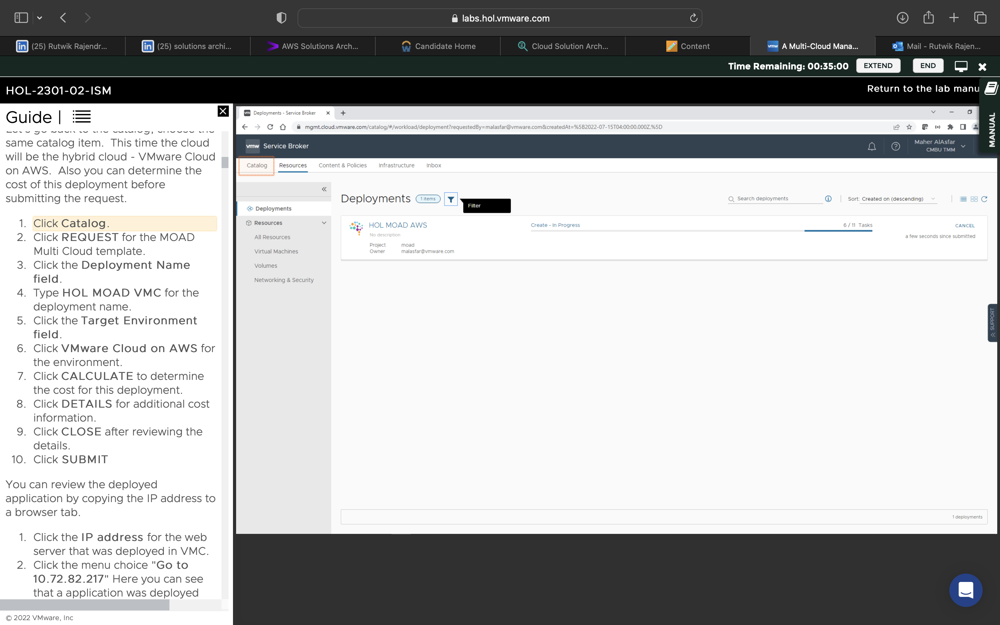 labs.hol.vmware.com
(25) Rutwik Rajendr...
(25) solutions archi...
AWS Solutions Arch...
Candidate Home
Cloud Solution Arch...
Content
vmw A Multi-Cloud Mana...
Mail - Rutwik Rajen...
Time Remaining: 00:35:00
EXTEND
END
HOL-2301-02-ISM
Return to the lab manu
MANUAL
Guide |
Let's go back to the catalog, choose the
same catalog item. This time the cloud
will be the hybrid cloud - VMware Cloud
on AWS. Also you can determine the
cost of this deployment before
submitting the request.
1. Click Catalog.
2. Click REQUEST for the MOAD
Multi Cloud template.
3. Click the Deployment Name
field.
4. Type HOL MOAD VMC for the
deployment name.
5. Click the Target Environment
field.
6. Click VMware Cloud on AWS for
the environment.
7. Click CALCULATE to determine
the cost for this deployment.
8. Click DETAILS for additional cost
information.
9. Click CLOSE after reviewing the
details.
10. Click SUBMIT
You can review the deployed
application by copying the IP address to
a browser tab.
1. Click the IP address for the web
server that was deployed in VMC.
2. Click the menu choice "Go to
10.72.82.217" Here you can see
that a application was deployed
© 2022 VMware, Inc
vm Deployments - Service Broker
mgmt.cloud.vmware.com/catalog/#/workload/deployment?requestedBy=malasfar@vmware.com&createdAt=%5B2022-07-15T04:00:00.000Z,%5D
vmw Service Broker
Maher AlAsfar
CMBU TMM
Catalog
Resources
Content & Policies
Infrastructure
Inbox
Deployments
Resources
All Resources
Virtual Machines
Volumes
Networking & Security
Deployments
1 items
Filter
Search deployments
Sort: Created on (descending)
HOL MOAD AWS
No description
Project moad
Owner malasfar@vmware.com
Create - In Progress
6 / 11 Tasks
CANCEL
a few seconds since submitted
SUPPORT
1 deployments